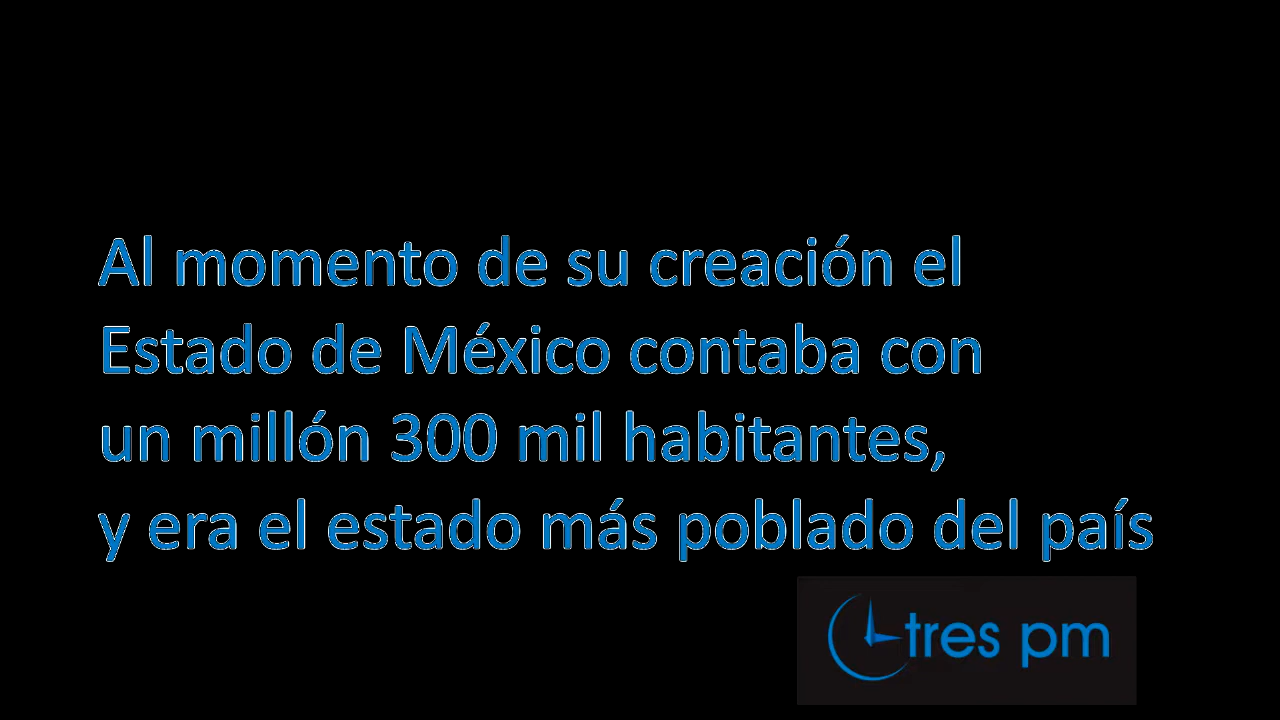 Al momento de su creación el
Estado de México contaba con
un millón 300 mil habitantes,
y era el estado más poblado del país
tres pm